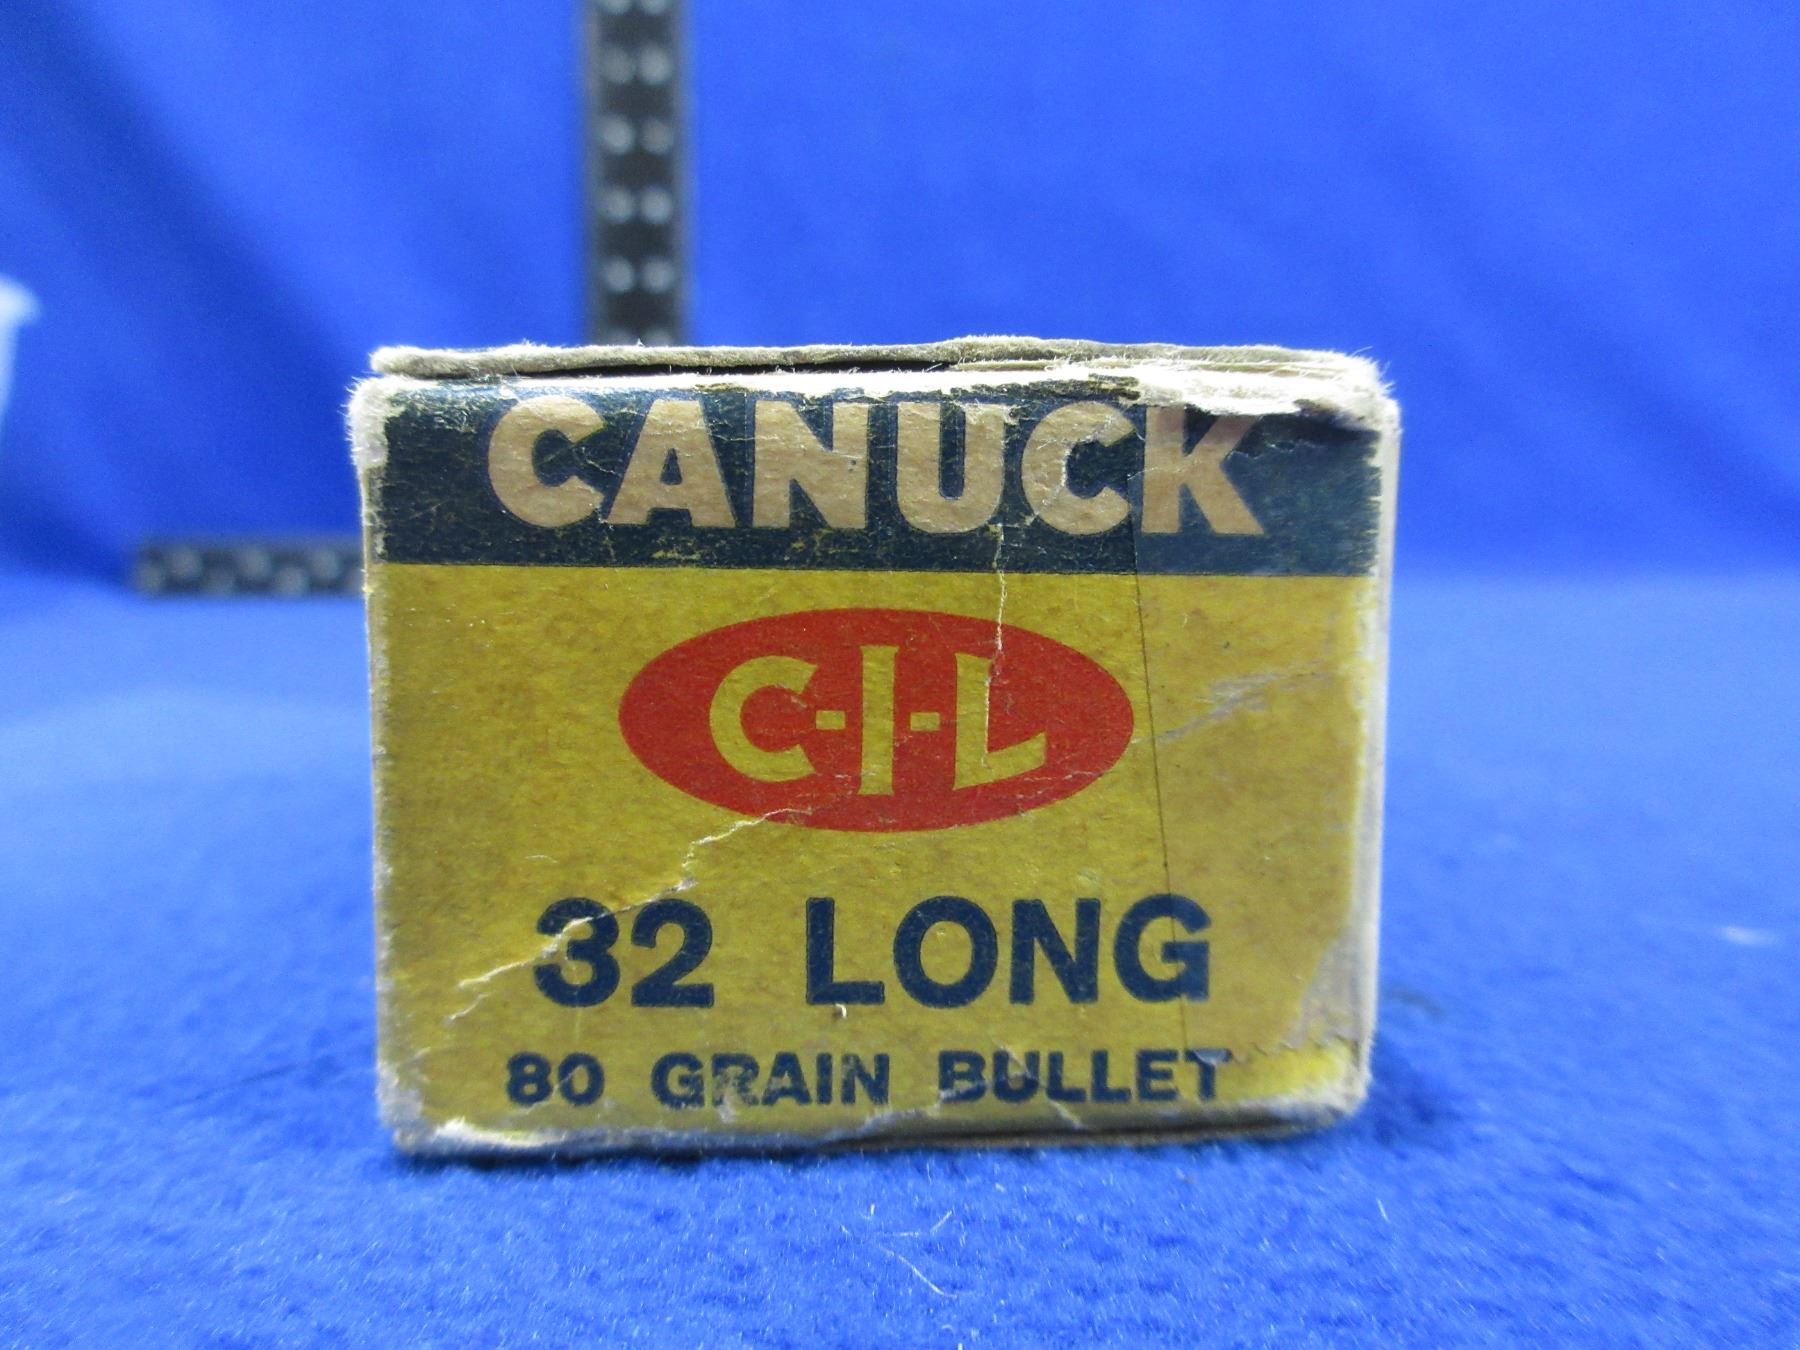 CANUCK
C-I-L
32 LONG
80 GRAIN BULLET